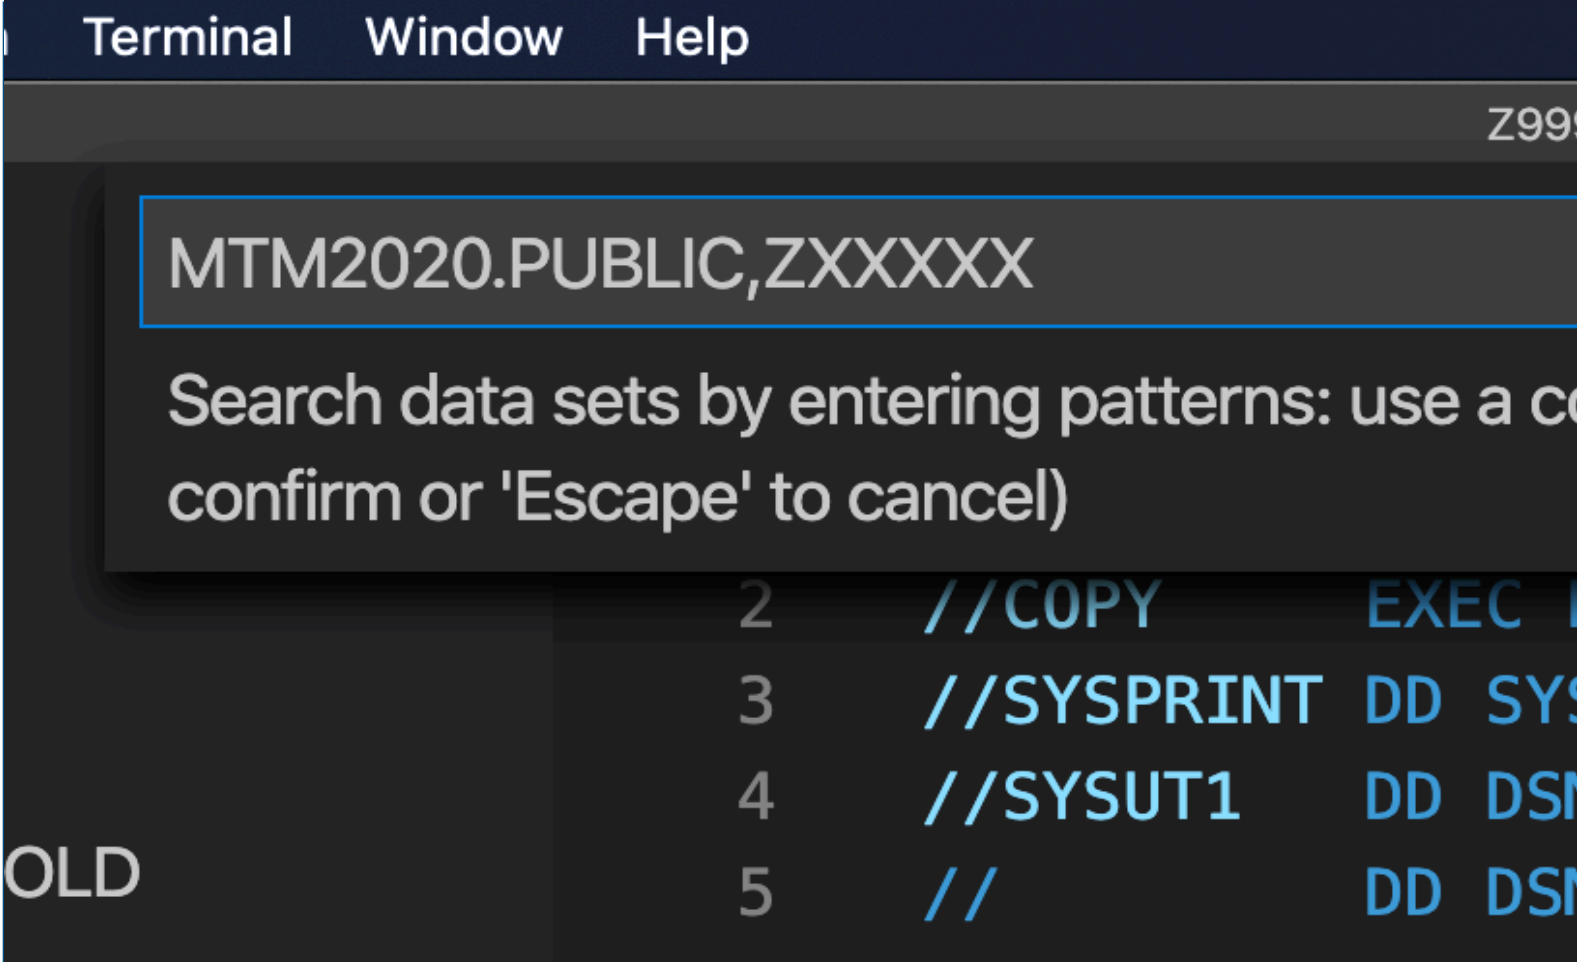 Terminal Window Help
MTM2020.PUBLIC,ZXXXXX
Search data sets by entering patterns: use a
confirm or 'Escape' to cancel)
2 //COPY EXEC
3 //SYSPRINT DD
4 //SYSUT1 DD
5 // DD
OLD